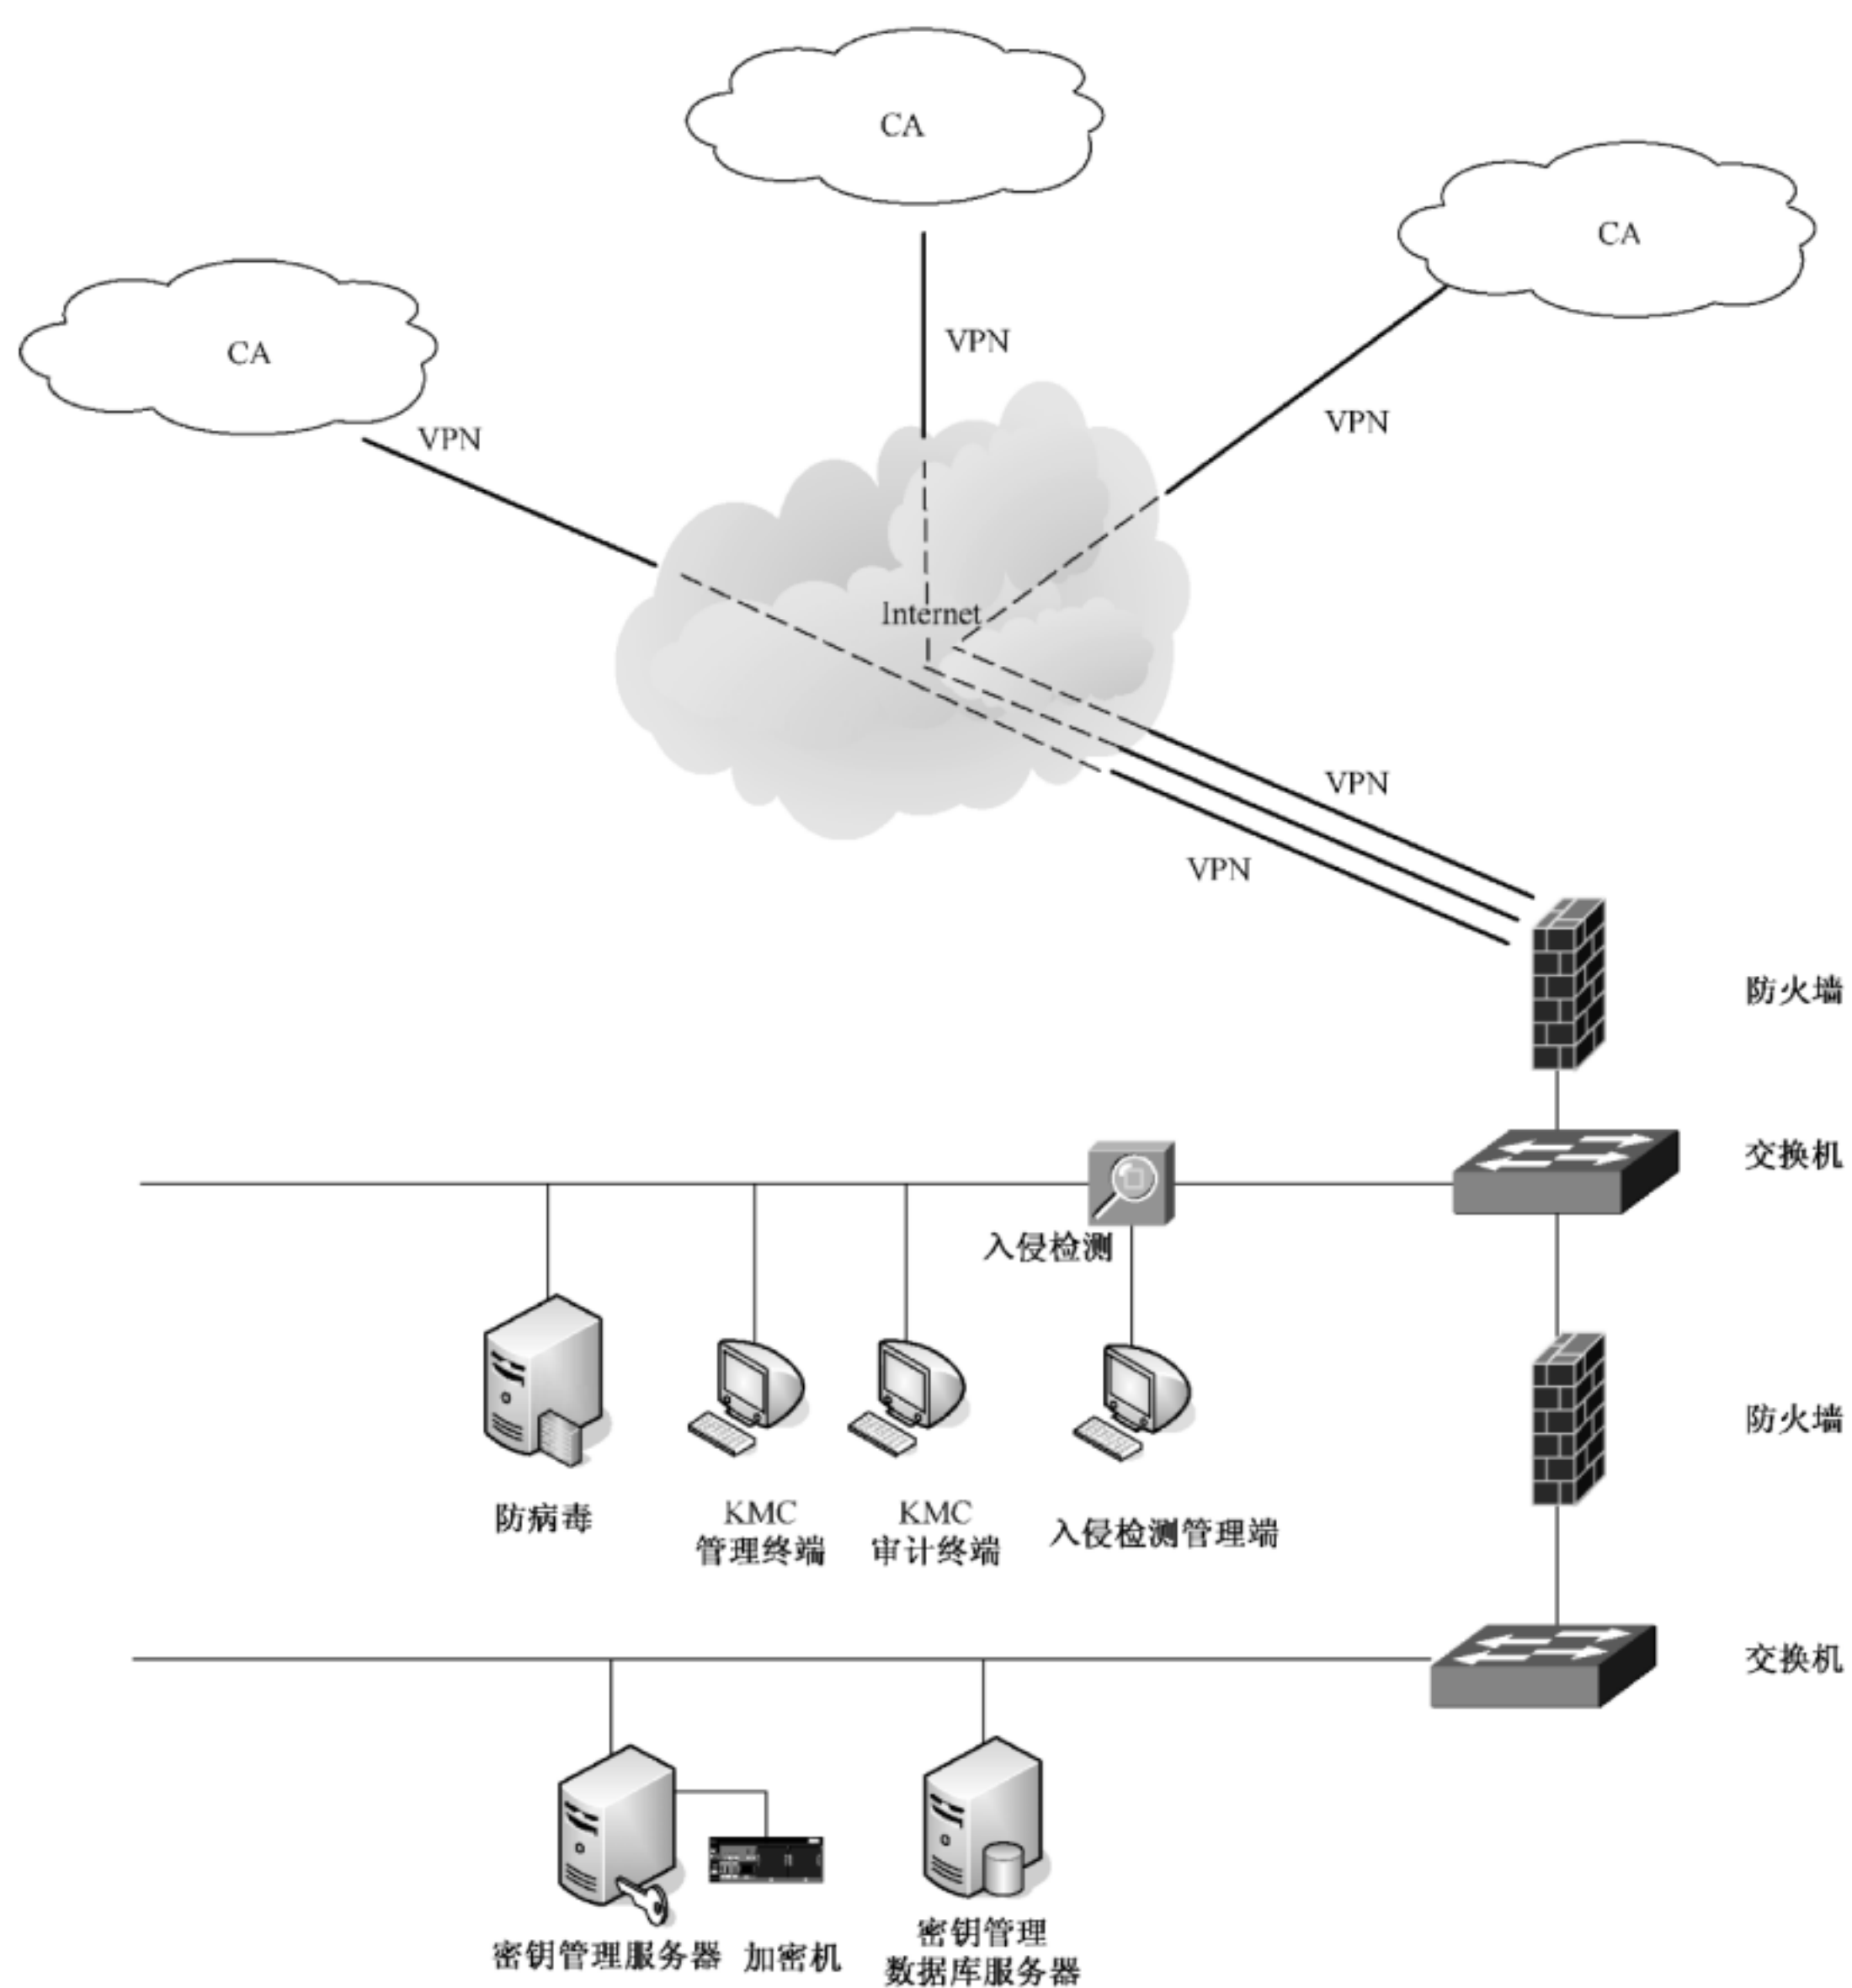 CA
CA
CA
VPN
VPN
VPN
Internet
VPN
VPN
防火墙
交换机
入侵检测
防火墙
防病毒
KMC
管理终端
KMC
审计终端
入侵检测管理端
交换机
密钥管理服务器
加密机
密钥管理
数据库服务器